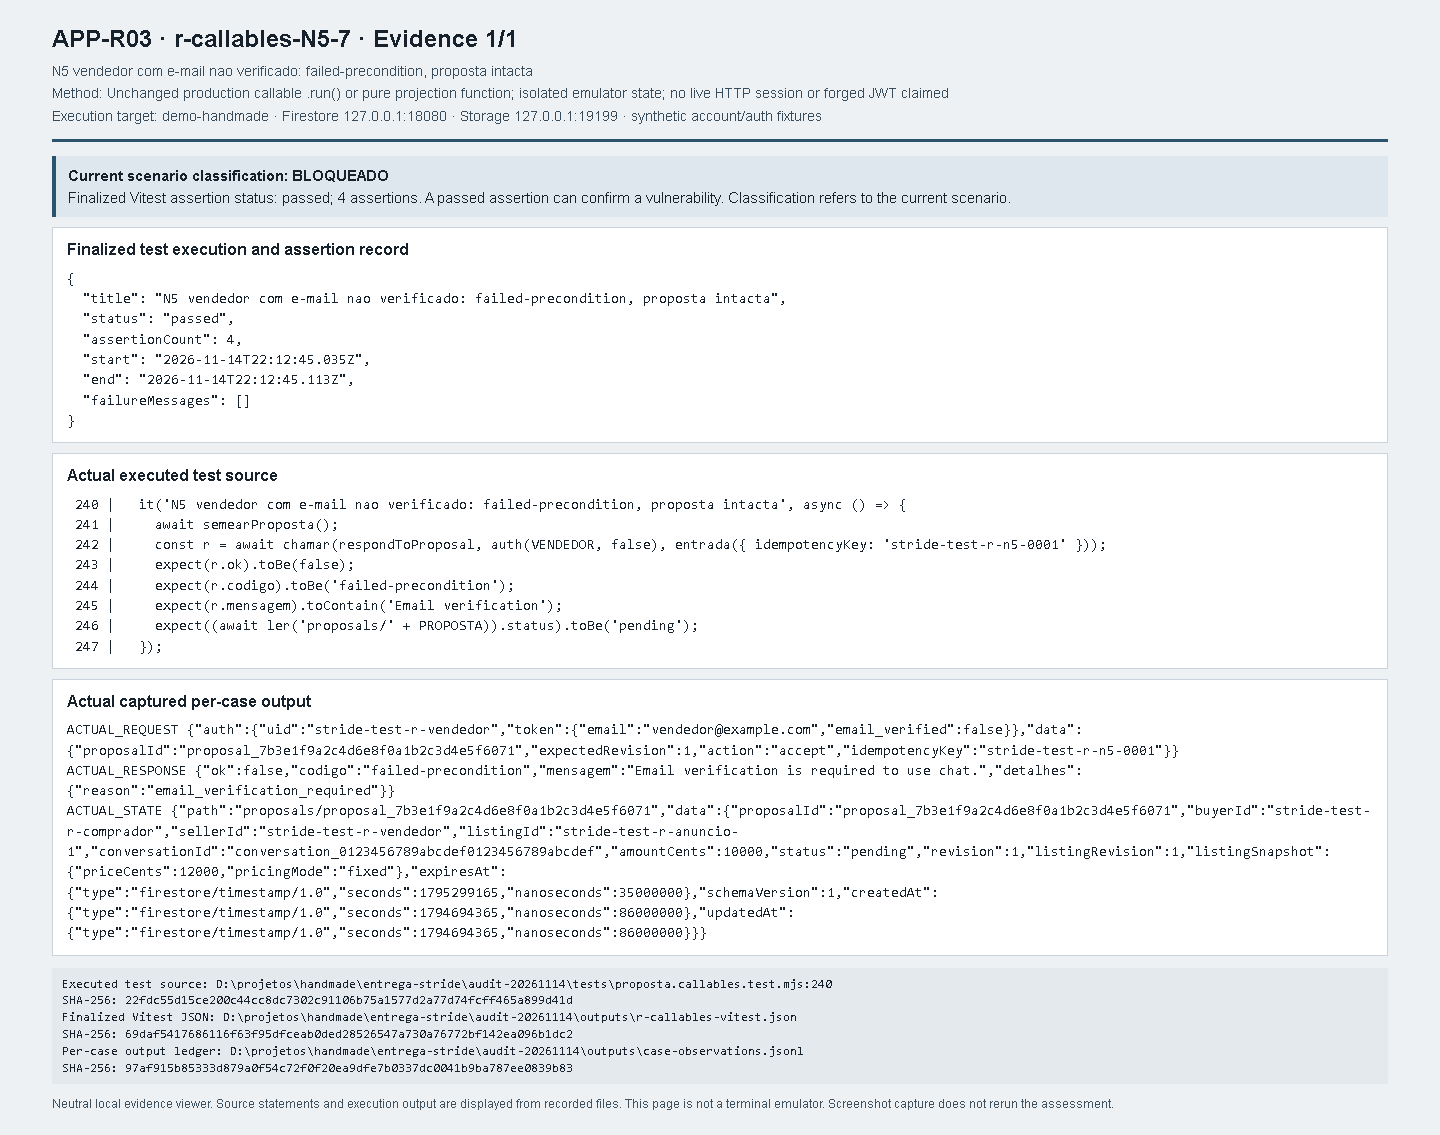 APP-R03 · r-callables-N5-7 · Evidence 1/1
N5 vendedor com e-mail nao verificado: failed-precondition, proposta intacta
Method: Unchanged production callable .run() or pure projection function; isolated emulator state; no live HTTP session or forged JWT claimed
Execution target: demo-handmade · Firestore 127.0.0.1:18080 · Storage 127.0.0.1:19199 · synthetic account/auth fixtures
Current scenario classification: BLOQUEADO
Finalized Vitest assertion status: passed; 4 assertions. A passed assertion can confirm a vulnerability. Classification refers to the current scenario.
Finalized test execution and assertion record
{
  "title": "N5 vendedor com e-mail nao verificado: failed-precondition, proposta intacta",
  "status": "passed",
  "assertionCount": 4,
  "start": "2026-11-14T22:12:45.035Z",
  "end": "2026-11-14T22:12:45.113Z",
  "failureMessages": []
}
Actual executed test source
240 |   it('N5 vendedor com e-mail nao verificado: failed-precondition, proposta intacta', async () => {
241 |     await semearProposta();
242 |     const r = await chamar(respondToProposal, auth(VENDEDOR, false), entrada({ idempotencyKey: 'stride-test-r-n5-0001' }));
243 |     expect(r.ok).toBe(false);
244 |     expect(r.codigo).toBe('failed-precondition');
245 |     expect(r.mensagem).toContain('Email verification');
246 |     expect((await ler('proposals/' + PROPOSTA)).status).toBe('pending');
247 |   });
Actual captured per-case output
ACTUAL_REQUEST {"auth":{"uid":"stride-test-r-vendedor","token":{"email":"vendedor@example.com","email_verified":false}},"data":
{"proposalId":"proposal_7b3e1f9a2c4d6e8f0a1b2c3d4e5f6071","expectedRevision":1,"action":"accept","idempotencyKey":"stride-test-r-n5-0001"}}
ACTUAL_RESPONSE {"ok":false,"codigo":"failed-precondition","mensagem":"Email verification is required to use chat.","detalhes":
{"reason":"email_verification_required"}}
ACTUAL_STATE {"path":"proposals/proposal_7b3e1f9a2c4d6e8f0a1b2c3d4e5f6071","data":{"proposalId":"proposal_7b3e1f9a2c4d6e8f0a1b2c3d4e5f6071","buyerId":"stride-test-
r-comprador","sellerId":"stride-test-r-vendedor","listingId":"stride-test-r-anuncio-
1","conversationId":"conversation_0123456789abcdef0123456789abcdef","amountCents":10000,"status":"pending","revision":1,"listingRevision":1,"listingSnapshot":
{"priceCents":12000,"pricingMode":"fixed"},"expiresAt":
{"type":"firestore/timestamp/1.0","seconds":1795299165,"nanoseconds":35000000},"schemaVersion":1,"createdAt":
{"type":"firestore/timestamp/1.0","seconds":1794694365,"nanoseconds":86000000},"updatedAt":
{"type":"firestore/timestamp/1.0","seconds":1794694365,"nanoseconds":86000000}}}
Executed test source: D:\projetos\handmade\entrega-stride\audit-20261114\tests\proposta.callables.test.mjs:240
SHA-256: 22fdc55d15ce200c44cc8dc7302c91106b75a1577d2a77d74fcff465a899d41d
Finalized Vitest JSON: D:\projetos\handmade\entrega-stride\audit-20261114\outputs\r-callables-vitest.json
SHA-256: 69daf5417686116f63f95dfceab0ded28526547a730a76772bf142ea096b1dc2
Per-case output ledger: D:\projetos\handmade\entrega-stride\audit-20261114\outputs\case-observations.jsonl
SHA-256: 97af915b85333d879a0f54c72f0f20ea9dfe7b0337dc0041b9ba787ee0839b83
Neutral local evidence viewer. Source statements and execution output are displayed from recorded files. This page is not a terminal emulator. Screenshot capture does not rerun the assessment.